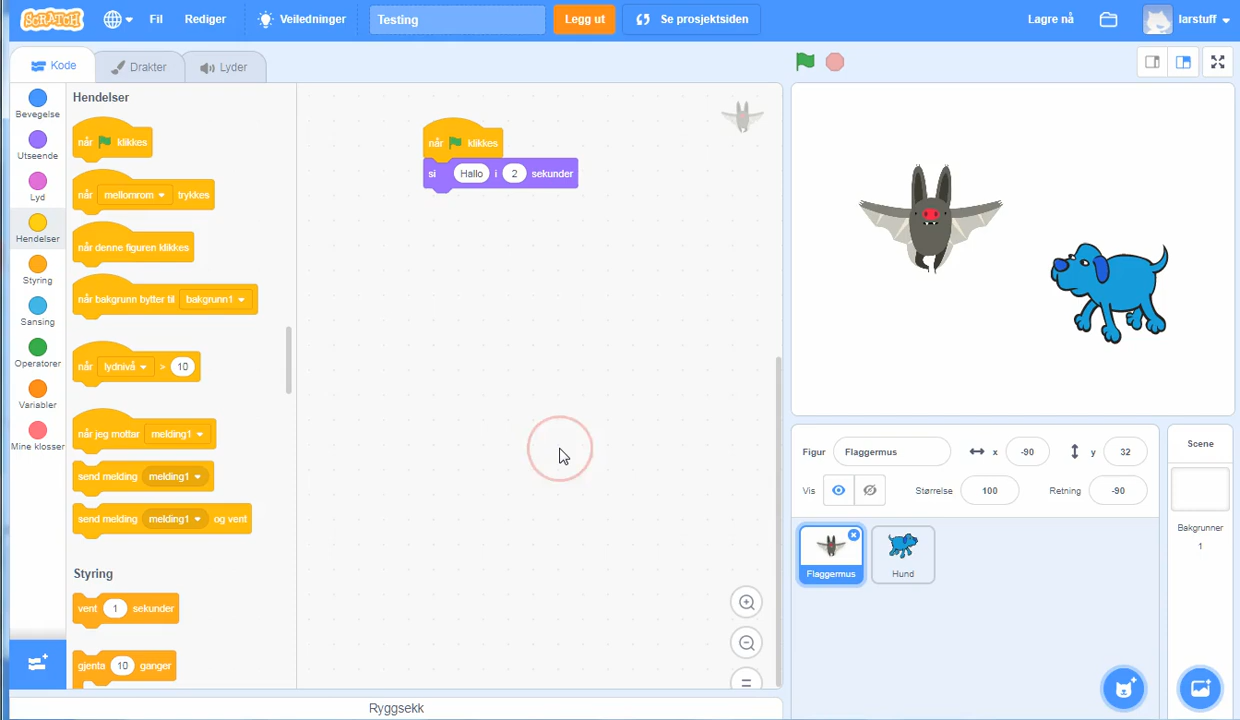 SCRATCH Fil Rediger Veiledninger Testing Legg ut Se prosjektsiden Lagre nå larstuff
Kode Drakter Lyder
Bevegelse
Utseende
Lyd
Hendelser
Styring
Sansing
Operatorer
Variabler
Mine klosser
Hendelser
når klikkes
når mellomrom trykkes
når denne figuren klikkes
når bakgrunn bytter til bakgrunn1
når lydnivå > 10
når jeg mottar melding1
send melding melding1
send melding melding1 og vent
Styring
vent 1 sekunder
gjenta 10 ganger
når klikkes
si Hallo i 2 sekunder
Ryggsekk
Figur Flaggermus x -90 y 32
Vis Størrelse 100 Retning -90
Flaggermus Hund
Scene
Bakgrunner
1